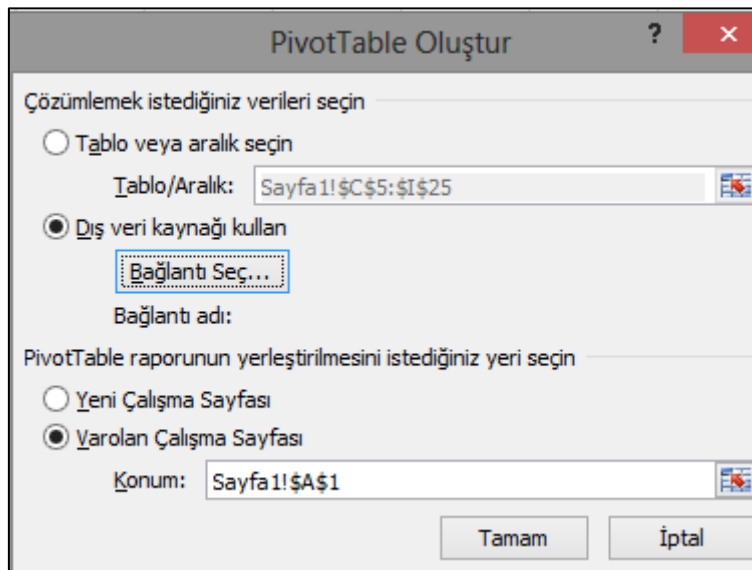 PivotTable Oluştur ?
Çözümlemek istediğiniz verileri seçin
Tablo veya aralık seçin
Tablo/Aralık: Sayfa1!$C$5:$I$25
Dış veri kaynağı kullan
Bağlantı Seç...
Bağlantı adı:
PivotTable raporunun yerleştirilmesini istediğiniz yeri seçin
Yeni Çalışma Sayfası
Varolan Çalışma Sayfası
Konum: Sayfa1!$A$1
Tamam İptal